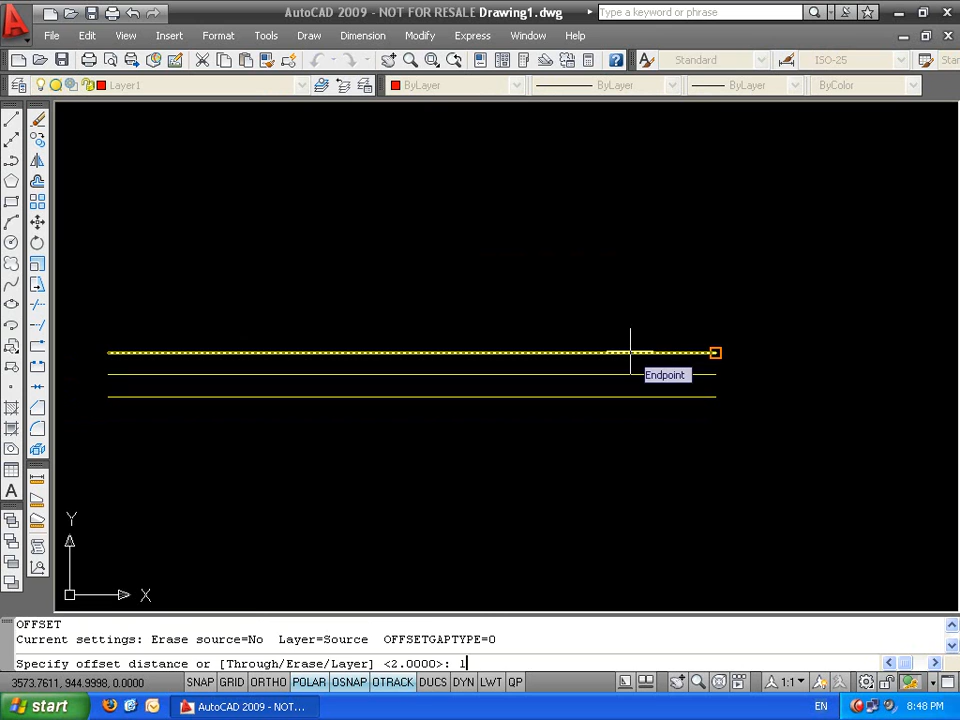 AutoCAD 2009 - NOT FOR RESALE Drawing1.dwg
Type a keyword or phrase
File Edit View Insert Format Tools Draw Dimension Modify Express Window Help
Standard ISO-25 Stan
Layer1 ByLayer ByLayer ByLayer ByColor
Endpoint
Y
X
A
OFFSET
Current settings: Erase source=No Layer=Source OFFSETGAPTYPE=0
Specify offset distance or [Through/Erase/Layer] <2.0000>: l
3573.7611, 944.9998, 0.0000 SNAP GRID ORTHO POLAR OSNAP OTRACK DUCS DYN LWT QP 1:1
start AutoCAD 2009 - NOT... EN 8:48 PM